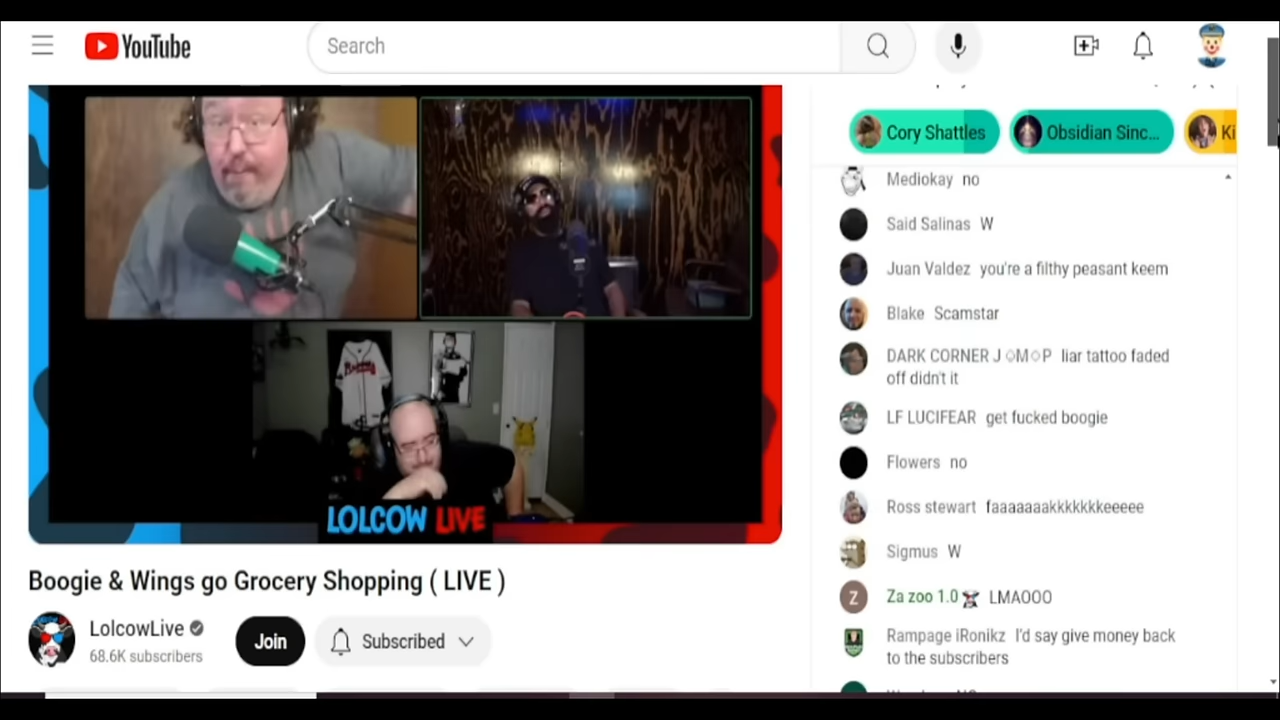 YouTube
Search
Cory Shattles
Obsidian Sinc...
Ki
Mediokay no
Said Salinas W
Juan Valdez you're a filthy peasant keem
Blake Scamstar
DARK CORNER J ♢M♢P liar tattoo faded
off didn't it
LF LUCIFEAR get fucked boogie
Flowers no
Ross stewart faaaaaaakkkkkkkeeeee
Sigmus W
Z
Za zoo 1.0 LMAOOO
Rampage iRonikz I'd say give money back
to the subscribers
LOLCOW LIVE
Boogie & Wings go Grocery Shopping ( LIVE )
LolcowLive
68.6K subscribers
Join
Subscribed